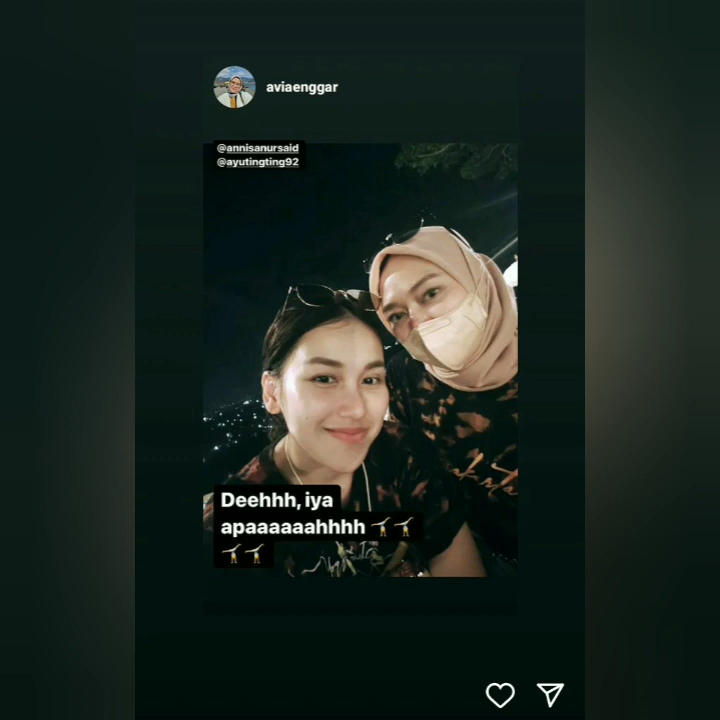 aviaenggar
@annisanursaid
@ayutingting92
Deehhh, iya
apaaaaaahhhh 🤸🤸
🤸🤸